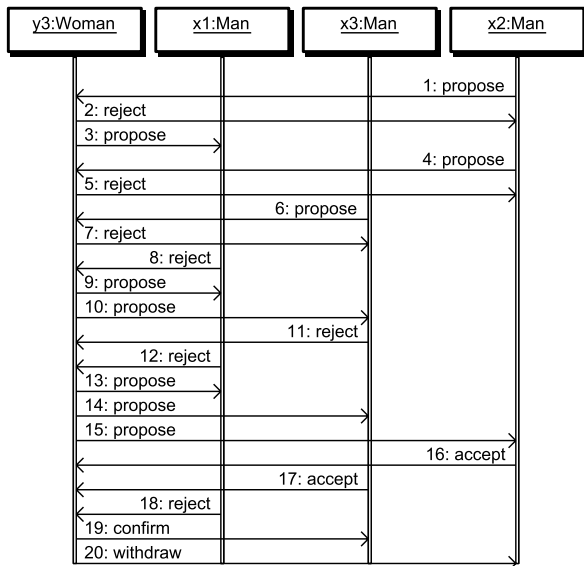 y3:Woman
x1:Man
x3:Man
x2:Man
1: propose
2: reject
3: propose
4: propose
5: reject
6: propose
7: reject
8: reject
9: propose
10: propose
11: reject
12: reject
13: propose
14: propose
15: propose
16: accept
17: accept
18: reject
19: confirm
20: withdraw